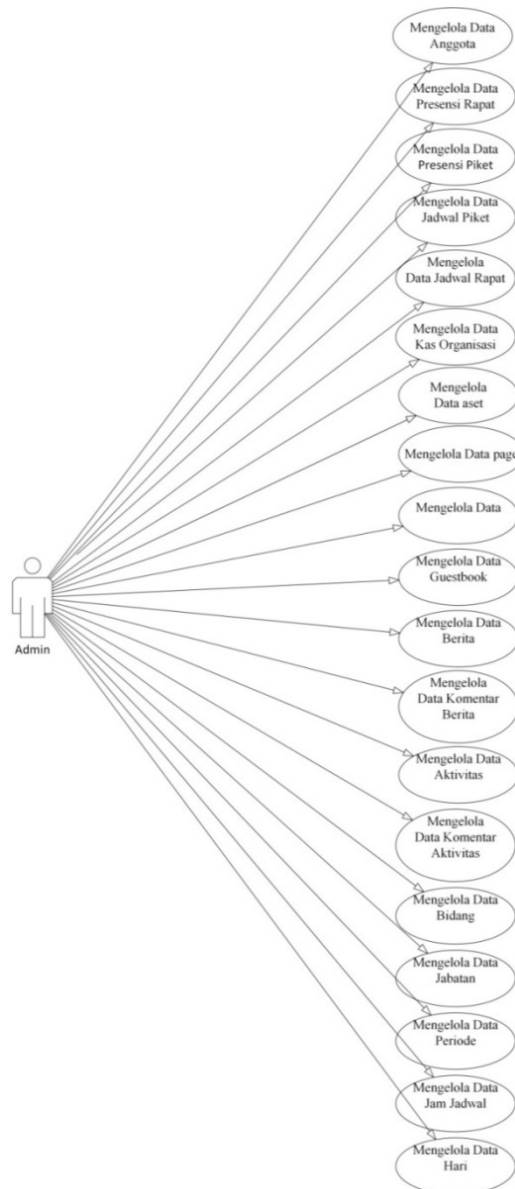 Mengelola Data
Anggota
Mengelola Data
Presensi Rapat
Mengelola Data
Presensi Piket
Mengelola Data
Jadwal Piket
Mengelola
Data Jadwal Rapat
Mengelola Data
Kas Organisasi
Mengelola
Data aset
Mengelola Data page
Mengelola Data
Mengelola Data
Guestbook
Mengelola Data
Berita
Mengelola
Data Komentar
Berita
Mengelola Data
Aktivitas
Mengelola
Data Komentar
Aktivitas
Mengelola Data
Bidang
Mengelola Data
Jabatan
Mengelola Data
Periode
Mengelola Data
Jam Jadwal
Mengelola Data
Hari
Admin